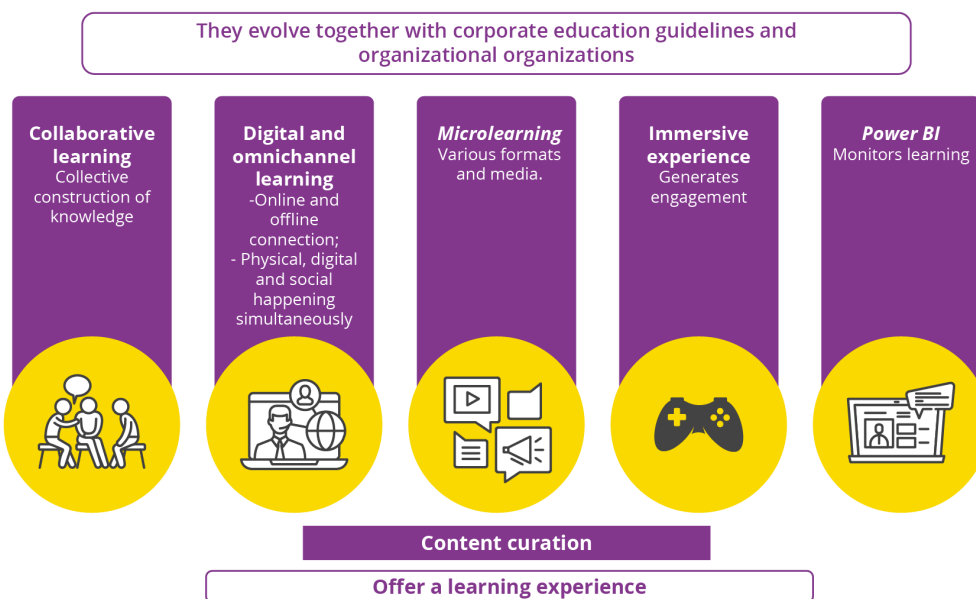 They evolve together with corporate education guidelines and
organizational organizations
Collaborative
learning
Collective
construction of
knowledge
Digital and
omnichannel
learning
-Online and
offline
connection;
- Physical, digital
and social
happening
simultaneously
Microlearning
Various formats
and media.
Immersive
experience
Generates
engagement
Power BI
Monitors learning
Content curation
Offer a learning experience